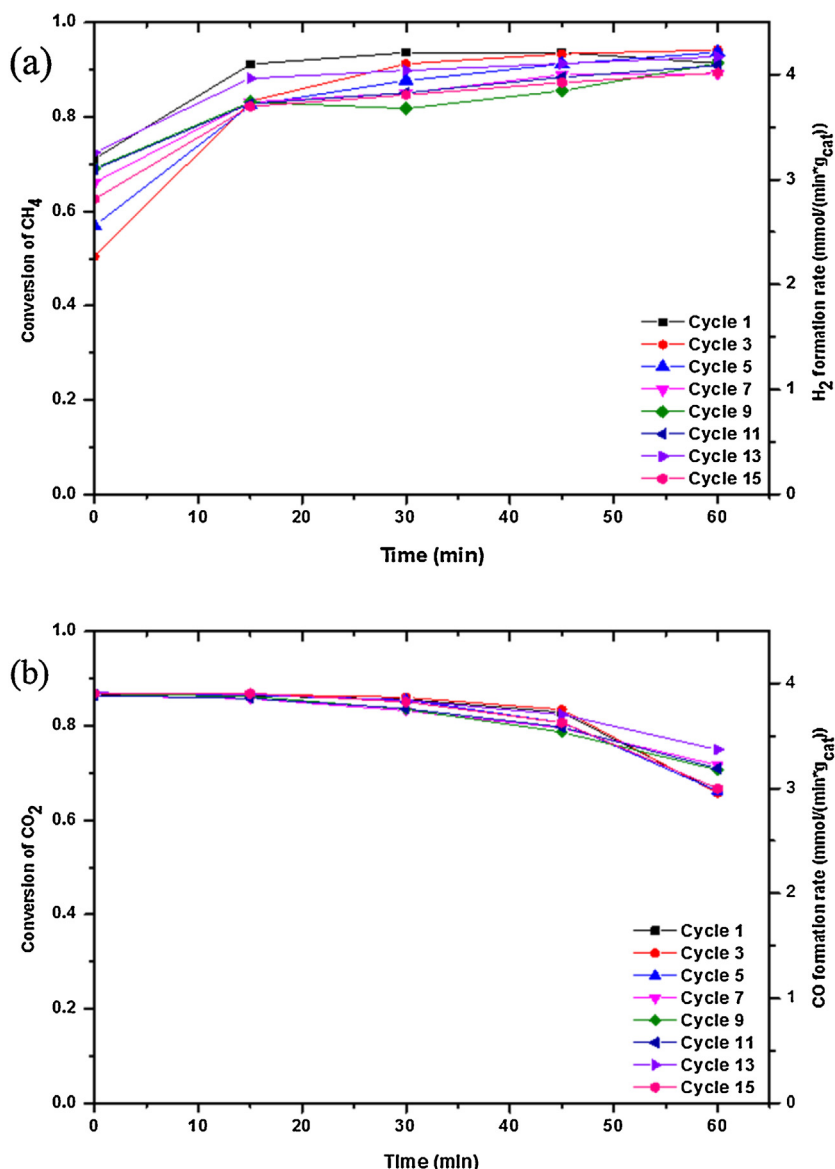 (a)
Conversion of CH4
1.0
0.8
0.6
0.4
0.2
0.0
0 10 20 30 40 50 60
Time (min)
4
3
2
1
0
H2 formation rate (mmol/(min*gcat))
Cycle 1
Cycle 3
Cycle 5
Cycle 7
Cycle 9
Cycle 11
Cycle 13
Cycle 15
(b)
Conversion of CO2
1.0
0.8
0.6
0.4
0.2
0.0
0 10 20 30 40 50 60
Time (min)
4
3
2
1
0
CO formation rate (mmol/(min*gcat))
Cycle 1
Cycle 3
Cycle 5
Cycle 7
Cycle 9
Cycle 11
Cycle 13
Cycle 15